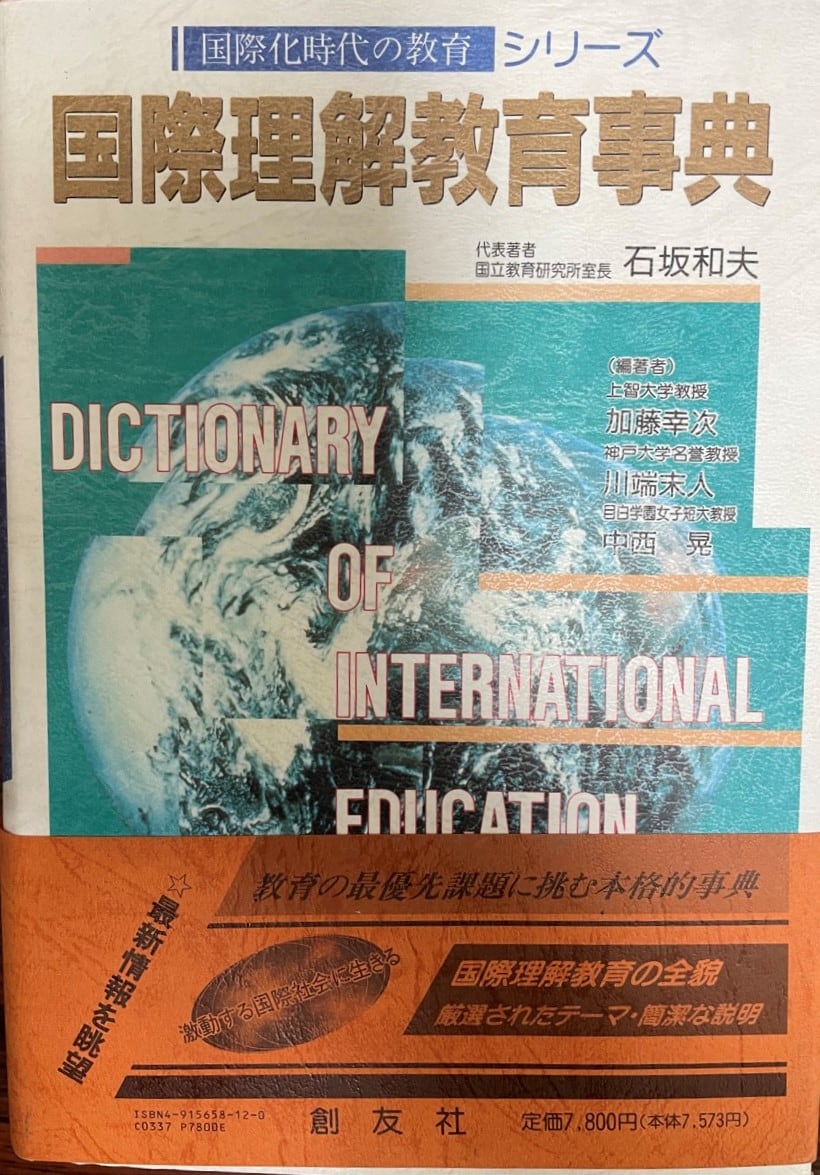 国際化時代の教育 シリーズ
国際理解教育事典
代表著者
国立教育研究所室長 石坂和夫
(編著者)
上智大学教授
加藤幸次
神戸大学名誉教授
川端末人
目白学園女子短大教授
中西 晃
DICTIONARY
OF
INTERNATIONAL
EDUCATION
教育の最優先課題に挑む本格的事典
☆最新情報を眺望
激動する国際社会に生きる
国際理解教育の全貌
厳選されたテーマ・簡潔な説明
ISBN4-915658-12-0
C0337 P7800E
創友社
定価7,800円(本体7,573円)